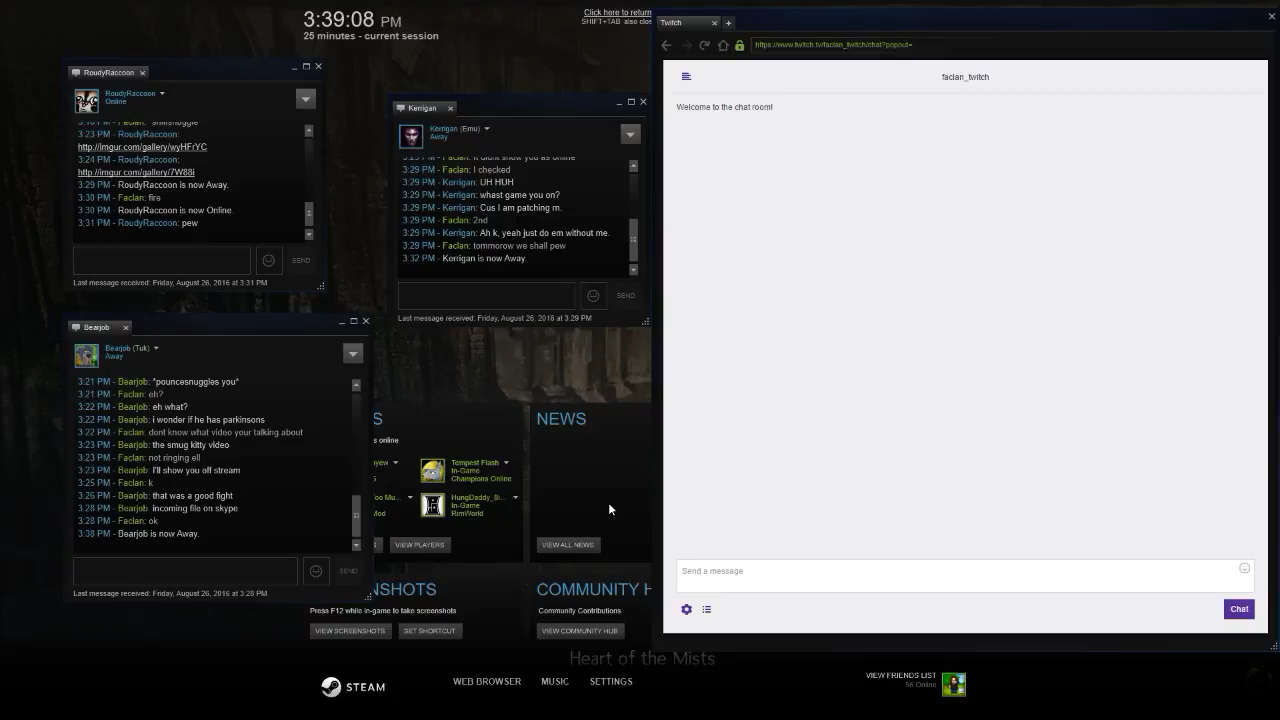 3:39:08 PM
25 minutes - current session
Click here to return
SHIFT+TAB also clos
RoudyRaccoon
RoudyRaccoon
Online
3:23 PM - RoudyRaccoon:
http://imgur.com/gallery/wyHFrYC
3:24 PM - RoudyRaccoon:
http://imgur.com/gallery/7W88i
3:29 PM - RoudyRaccoon is now Away.
3:30 PM - Faclan: fire
3:30 PM - RoudyRaccoon is now Online.
3:31 PM - RoudyRaccoon: pew
SEND
Last message received: Friday, August 26, 2016 at 3:31 PM
Kerrigan
Kerrigan (Emu)
Away
3:29 PM - Faclan: I checked
3:29 PM - Kerrigan: UH HUH
3:29 PM - Kerrigan: whast game you on?
3:29 PM - Kerrigan: Cus I am patching rn.
3:29 PM - Faclan: 2nd
3:29 PM - Kerrigan: Ah k, yeah just do em without me.
3:29 PM - Faclan: tommorow we shall pew
3:32 PM - Kerrigan is now Away.
SEND
Last message received: Friday, August 26, 2016 at 3:29 PM
Bearjob
Bearjob (Tuk)
Away
3:21 PM - Bearjob: *pouncesnuggles you*
3:21 PM - Faclan: eh?
3:22 PM - Bearjob: eh what?
3:22 PM - Bearjob: i wonder if he has parkinsons
3:22 PM - Faclan: dont know what video your talking about
3:23 PM - Bearjob: the smug kitty video
3:23 PM - Faclan: not ringing ell
3:23 PM - Bearjob: I'll show you off stream
3:25 PM - Faclan: k
3:26 PM - Bearjob: that was a good fight
3:28 PM - Bearjob: incoming file on skype
3:28 PM - Faclan: ok
3:38 PM - Bearjob is now Away.
SEND
Last message received: Friday, August 26, 2016 at 3:28 PM
S
s online
Tempest Flash
In-Game
Champions Online
HungDaddy_8i...
In-Game
RimWorld
VIEW PLAYERS
NEWS
VIEW ALL NEWS
NSHOTS
Press F12 while in-game to take screenshots
VIEW SCREENSHOTS
SET SHORTCUT
COMMUNITY H
Community Contributions
VIEW COMMUNITY HUB
Twitch
https://www.twitch.tv/faclan_twitch/chat?popout=
faclan_twitch
Welcome to the chat room!
Send a message
Chat
Heart of the Mists
STEAM
WEB BROWSER
MUSIC
SETTINGS
VIEW FRIENDS LIST
56 Online